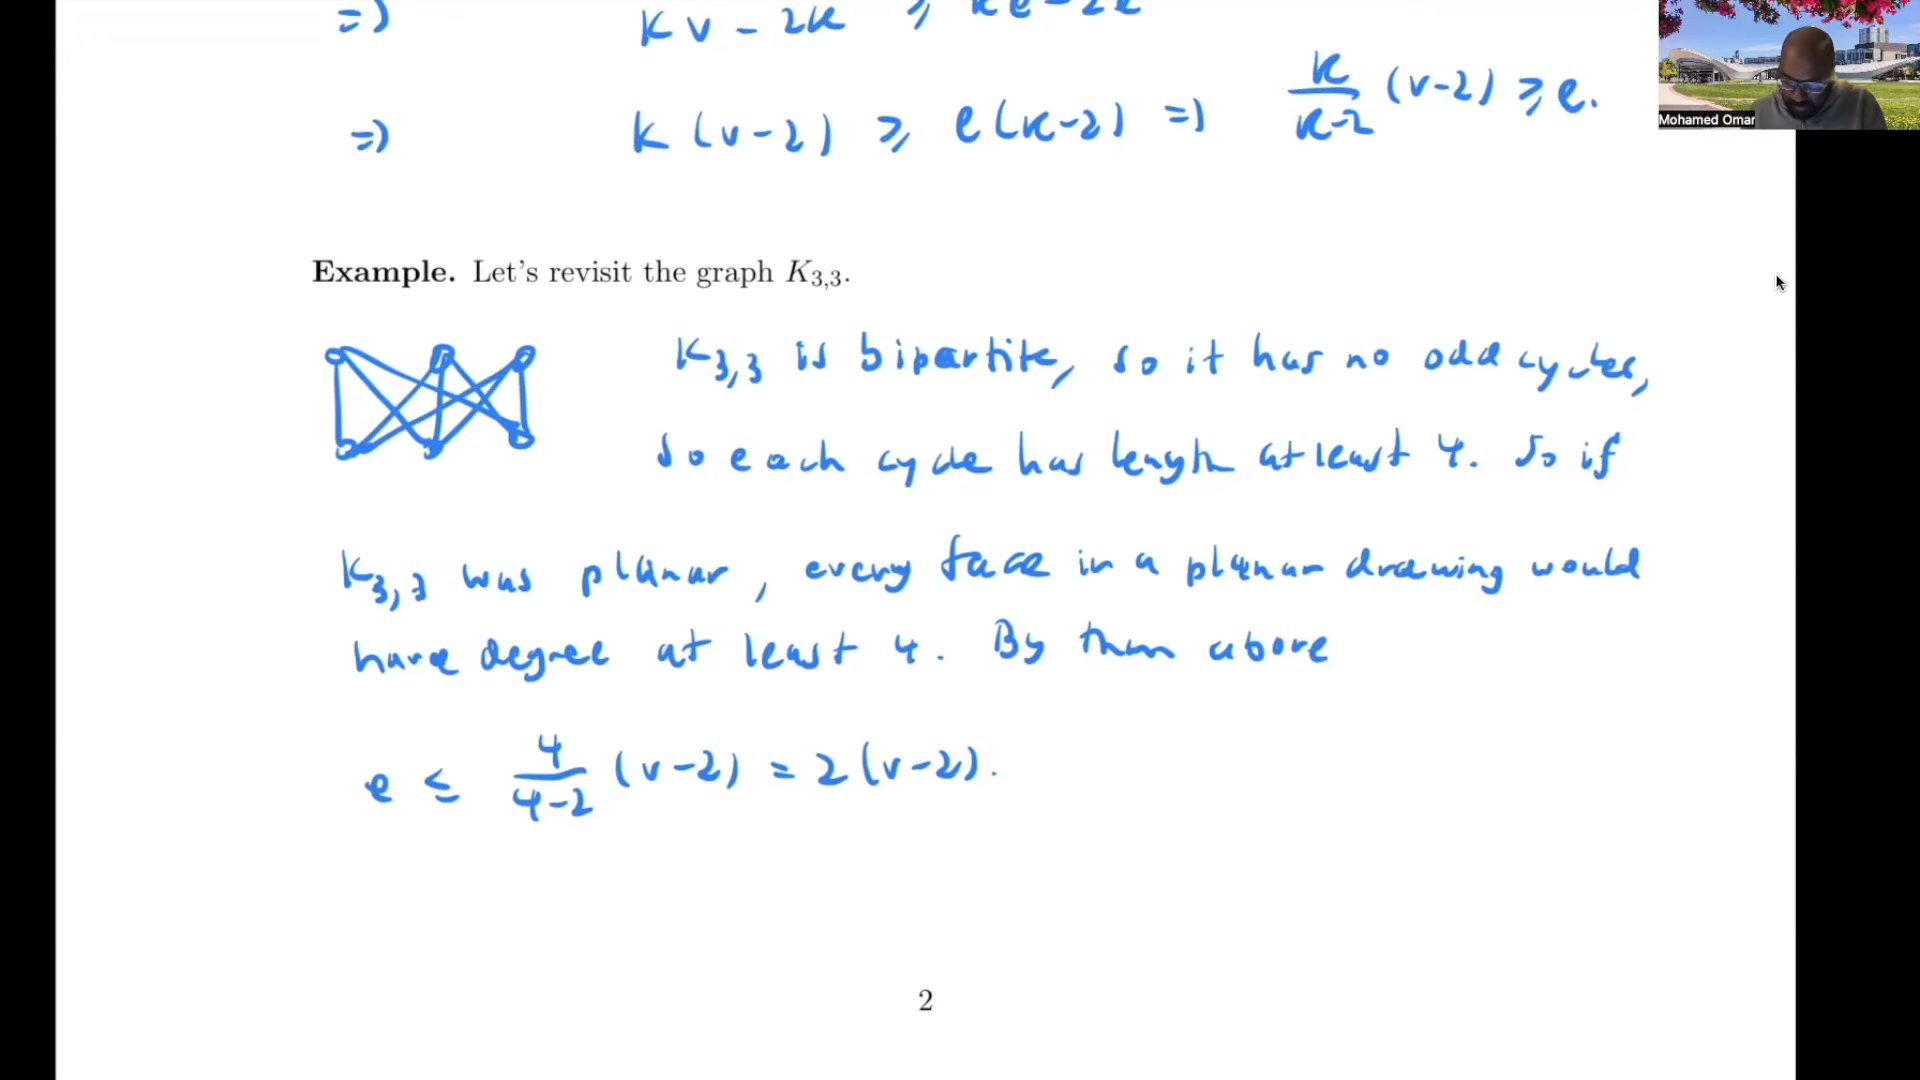 => kv - 2k ≥ ke - 2e
=> k(v-2) ≥ e(k-2) => k/(k-2) (v-2) ≥ e.
Mohamed Omar
Example. Let's revisit the graph K3,3.
K3,3 is bipartite, so it has no odd cycles,
so each cycle has length at least 4. So if
K3,3 was planar, every face in a planar drawing would
have degree at least 4. By thm above
e ≤ 4/(4-2) (v-2) = 2(v-2).
2